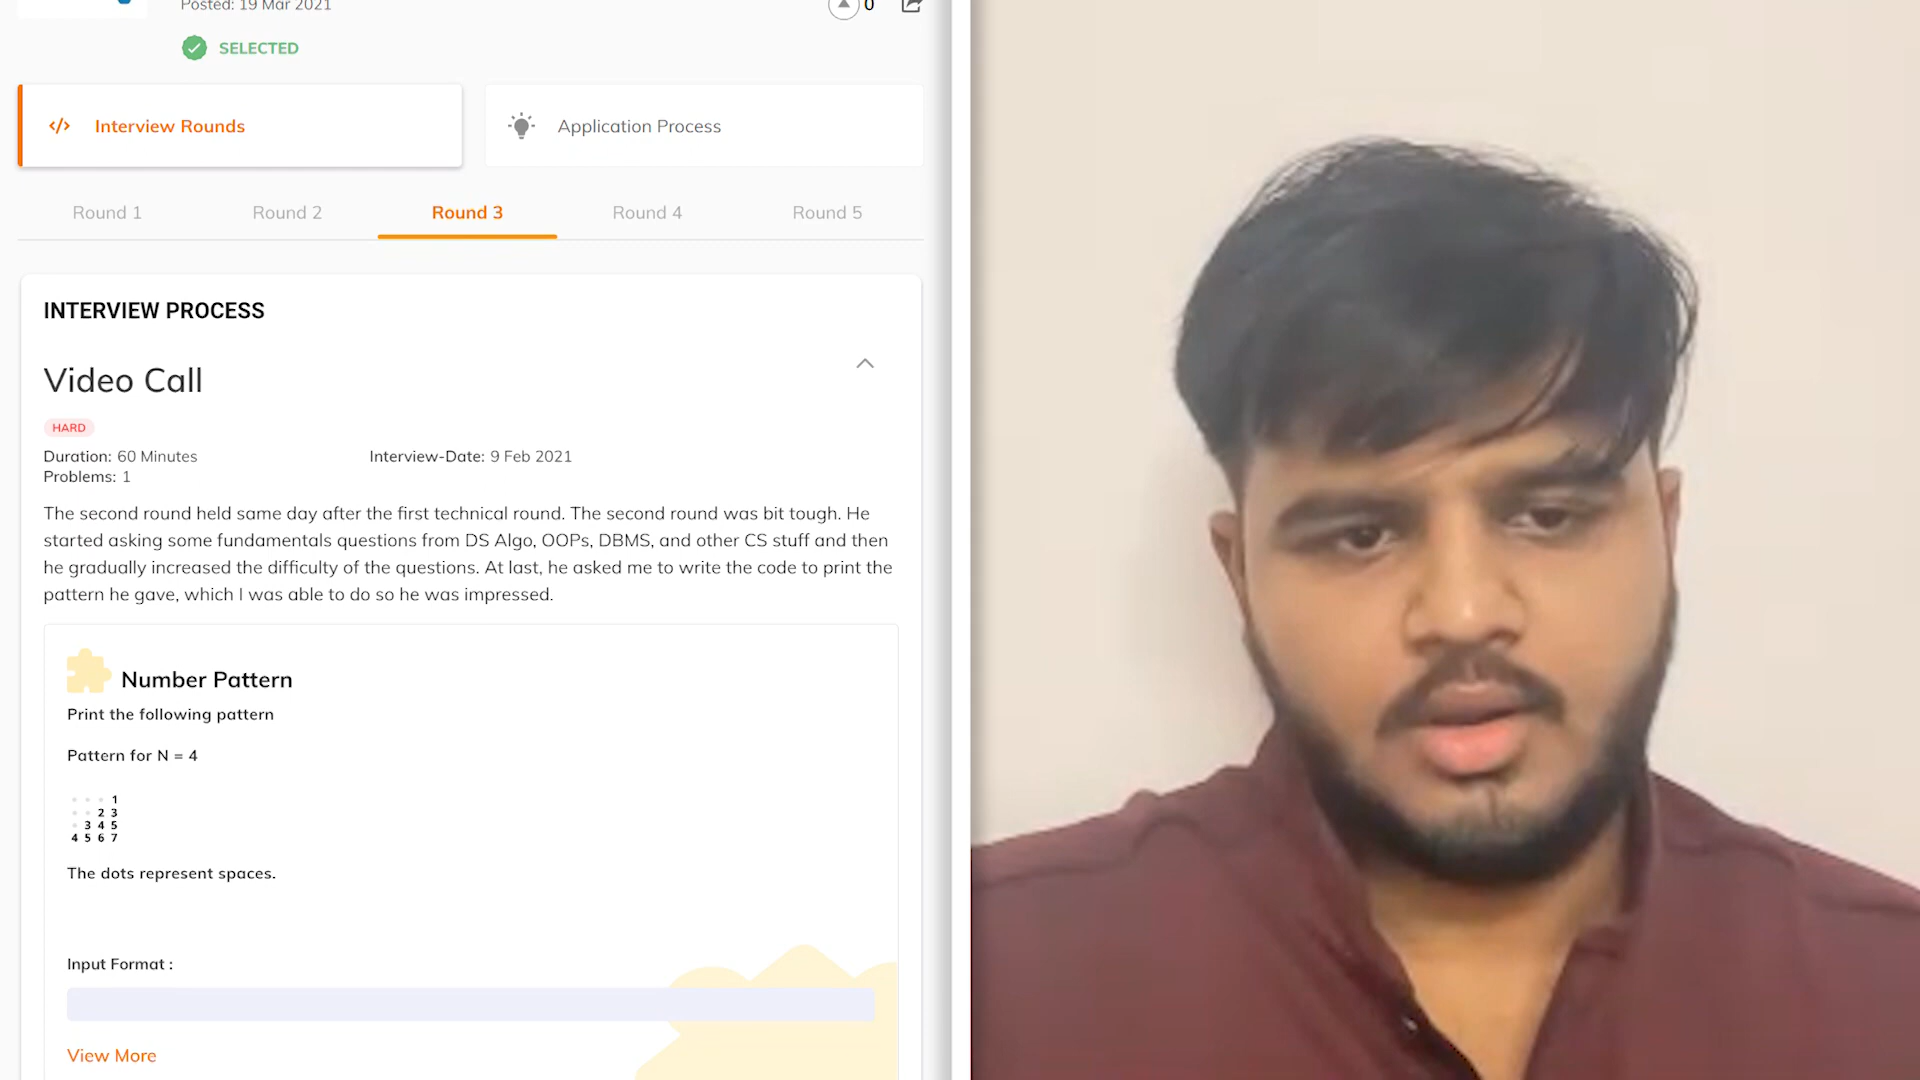 Posted: 19 Mar 2021
0
SELECTED
</> Interview Rounds
Application Process
Round 1
Round 2
Round 3
Round 4
Round 5
INTERVIEW PROCESS
Video Call
HARD
Duration: 60 Minutes
Interview-Date: 9 Feb 2021
Problems: 1
The second round held same day after the first technical round. The second round was bit tough. He
started asking some fundamentals questions from DS Algo, OOPs, DBMS, and other CS stuff and then
he gradually increased the difficulty of the questions. At last, he asked me to write the code to print the
pattern he gave, which I was able to do so he was impressed.
Number Pattern
Print the following pattern
Pattern for N = 4
. . . 1
. . 2 3
. 3 4 5
4 5 6 7
The dots represent spaces.
Input Format :
View More